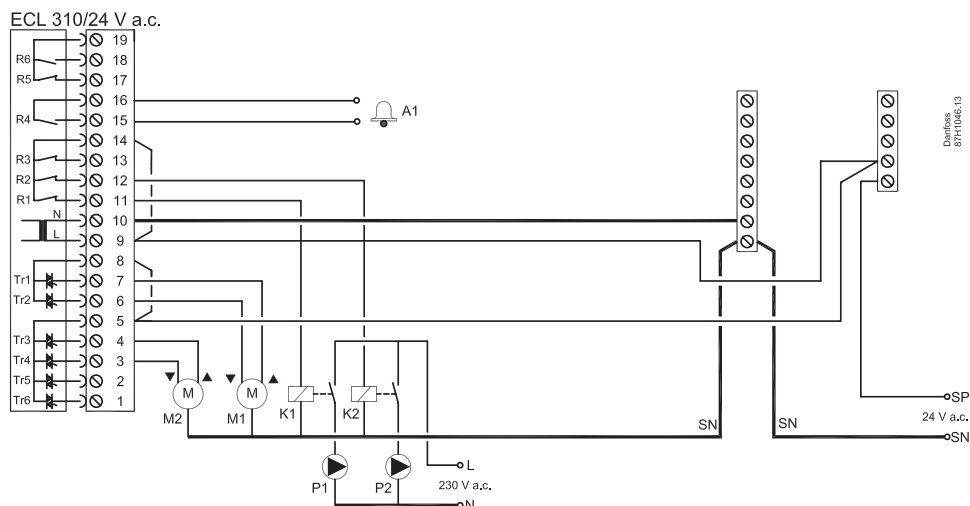 ECL 310/24 V a.c.
19
R6 18
R5 17
16
R4 15 A1
14
R3 13
R2 12
R1 11
N 10
L 9
8
Tr1 7
Tr2 6
5
Tr3 4
Tr4 3
Tr5 2
Tr6 1
Danfoss
87H1046.13
M M
M2 M1 K1 K2
SN SN
SP
24 V a.c.
SN
P1 P2
L
230 V a.c.
N